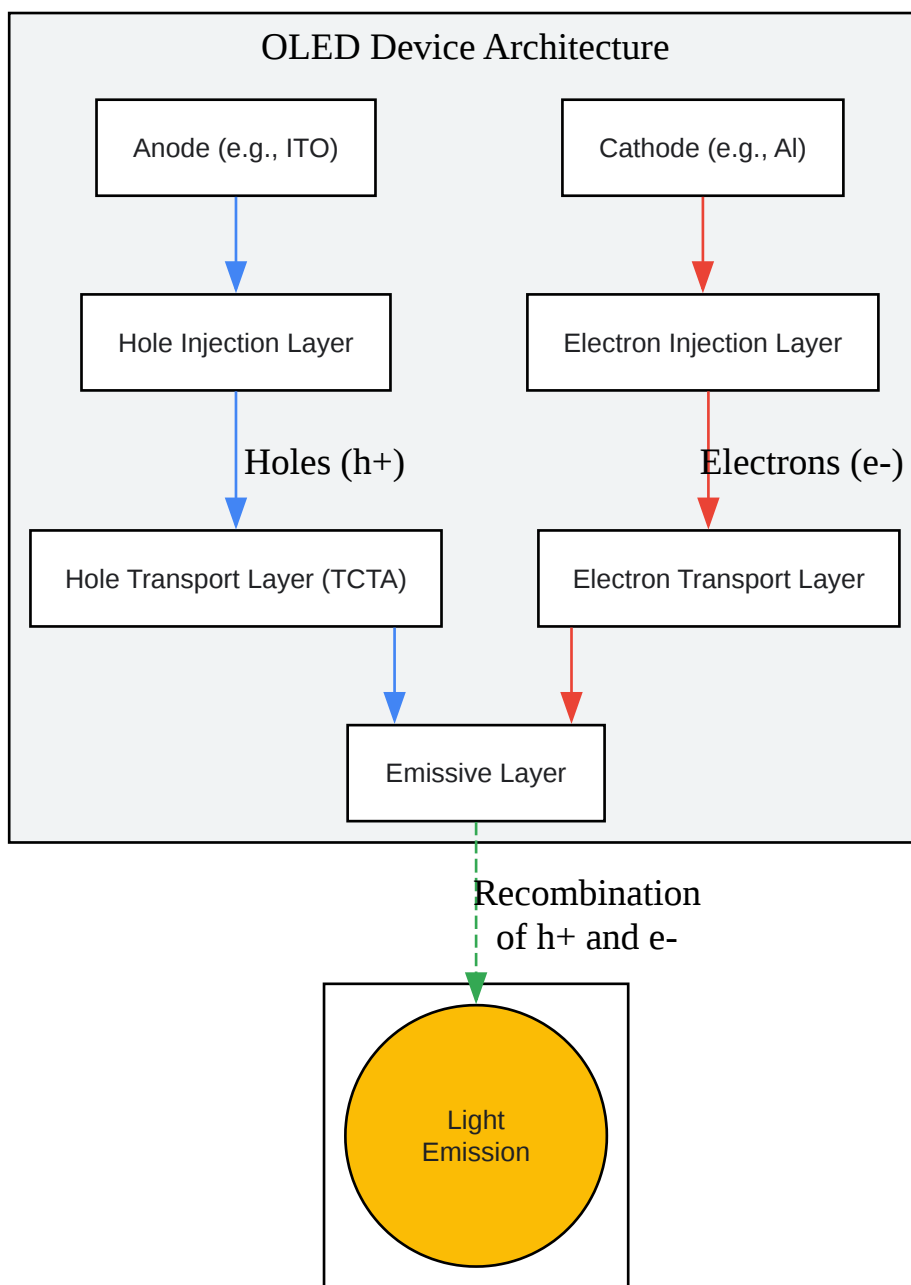 OLED Device Architecture
Anode (e.g., ITO)
Cathode (e.g., Al)
Hole Injection Layer
Electron Injection Layer
Holes (h+)
Electrons (e-)
Hole Transport Layer (TCTA)
Electron Transport Layer
Emissive Layer
Recombination
of h+ and e-
Light
Emission